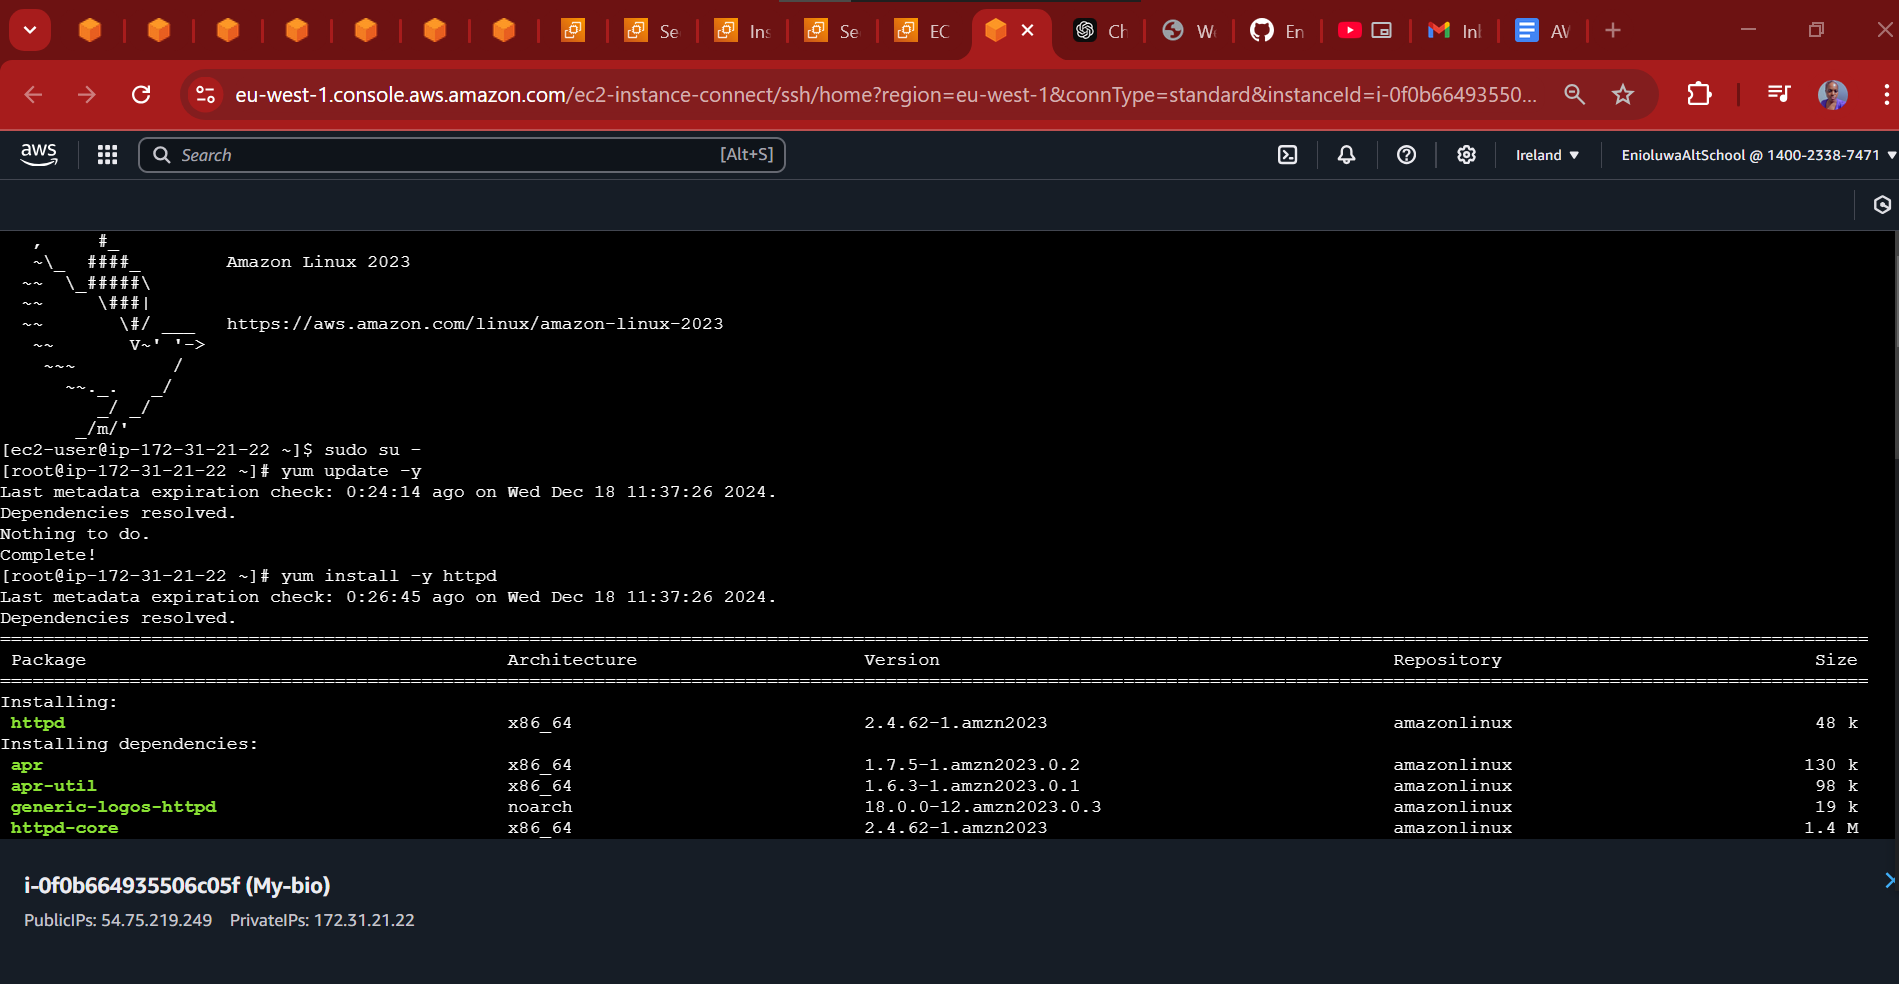 Se
Ins
Se
EC
Ch
W
En
Inl
AV
eu-west-1.console.aws.amazon.com/ec2-instance-connect/ssh/home?region=eu-west-1&connType=standard&instanceId=i-0f0b66493550...
aws
Search
[Alt+S]
Ireland ▼
EnioluwaAltSchool @ 1400-2338-7471 ▼
   ,     #_
   ~\_  ####_        Amazon Linux 2023
  ~~  \_#####\
  ~~     \###|
  ~~       \#/ ___   https://aws.amazon.com/linux/amazon-linux-2023
   ~~       V~' '->
    ~~~         /
      ~~._.   _/
         _/ _/
       _/m/'
[ec2-user@ip-172-31-21-22 ~]$ sudo su -
[root@ip-172-31-21-22 ~]# yum update -y
Last metadata expiration check: 0:24:14 ago on Wed Dec 18 11:37:26 2024.
Dependencies resolved.
Nothing to do.
Complete!
[root@ip-172-31-21-22 ~]# yum install -y httpd
Last metadata expiration check: 0:26:45 ago on Wed Dec 18 11:37:26 2024.
Dependencies resolved.
Package Architecture Version Repository Size
Installing:
httpd x86_64 2.4.62-1.amzn2023 amazonlinux 48 k
Installing dependencies:
apr x86_64 1.7.5-1.amzn2023.0.2 amazonlinux 130 k
apr-util x86_64 1.6.3-1.amzn2023.0.1 amazonlinux 98 k
generic-logos-httpd noarch 18.0.0-12.amzn2023.0.3 amazonlinux 19 k
httpd-core x86_64 2.4.62-1.amzn2023 amazonlinux 1.4 M
i-0f0b664935506c05f (My-bio)
PublicIPs: 54.75.219.249 PrivateIPs: 172.31.21.22